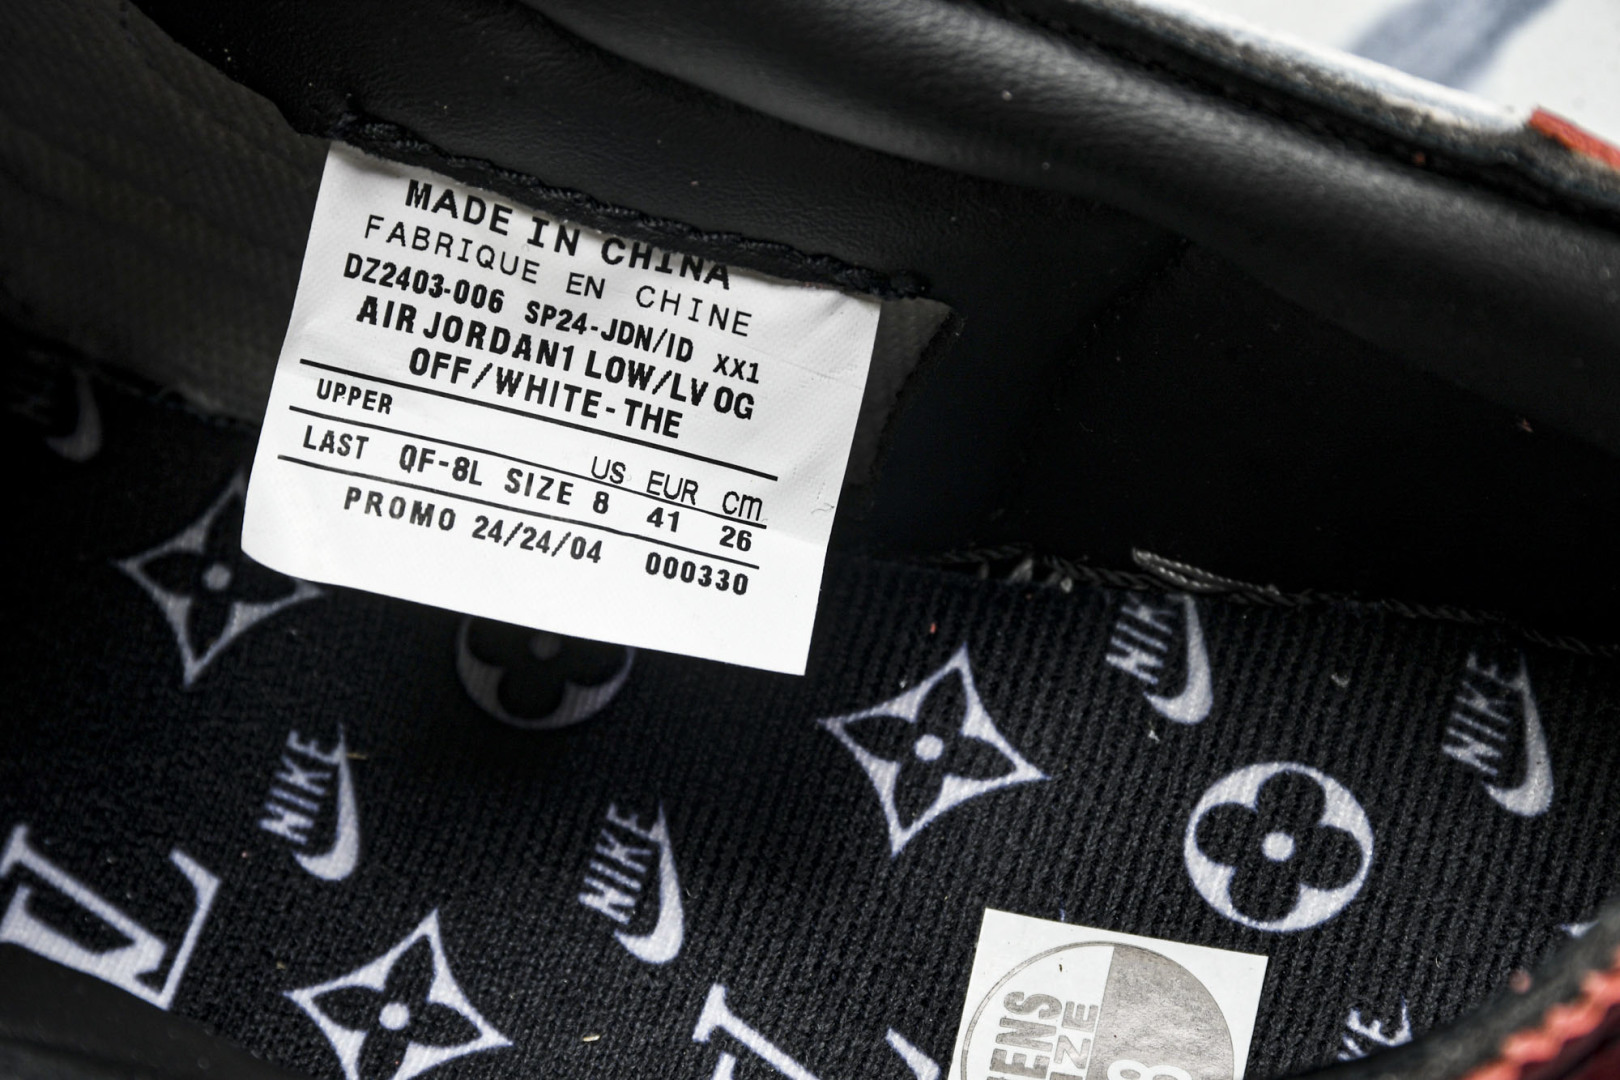 MADE IN CHINA
FABRIQUE EN CHINE
DZ2403-006 SP24-JDN/ID XX1
AIR JORDAN1 LOW/LV OG
OFF/WHITE-THE
UPPER
US EUR cm
LAST QF-8L SIZE 8 41 26
PROMO 24/24/04 000330
NIKE
NIKE
NIKE
NIKE
L
8